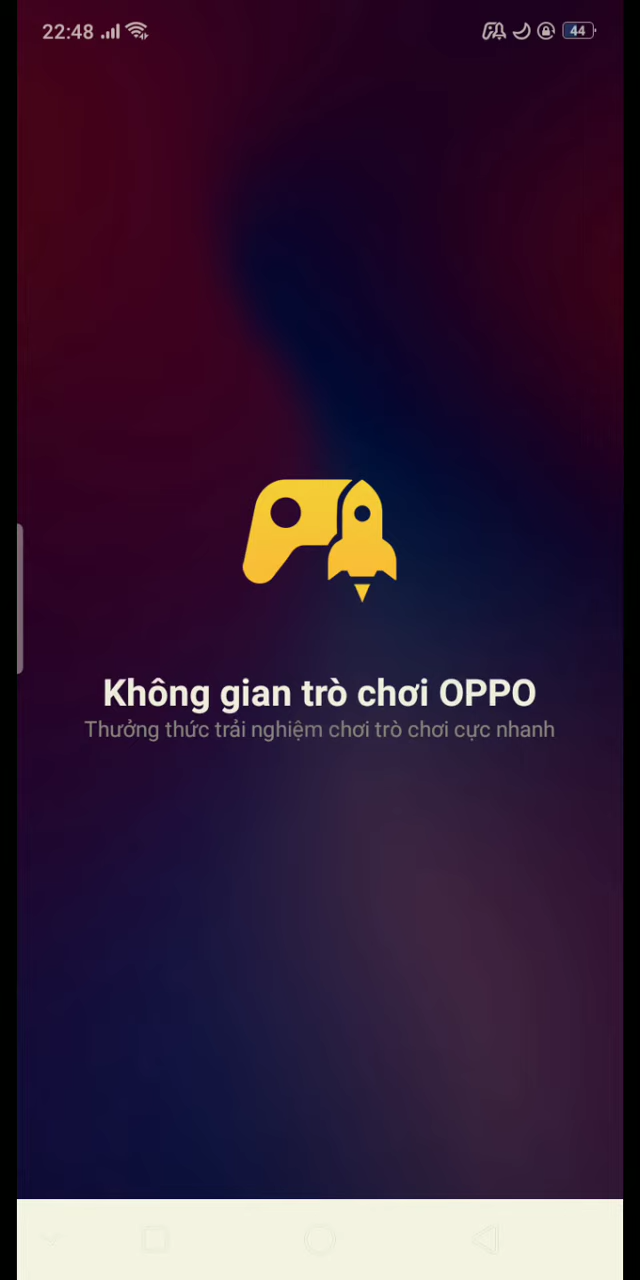 22:48
44
Không gian trò chơi OPPO
Thưởng thức trải nghiệm chơi trò chơi cực nhanh